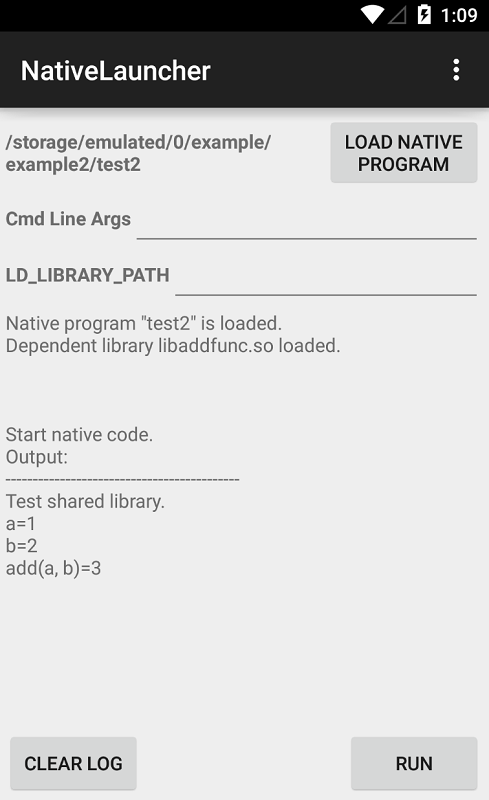 1:09
NativeLauncher
/storage/emulated/0/example/
example2/test2
LOAD NATIVE
PROGRAM
Cmd Line Args
LD_LIBRARY_PATH
Native program "test2" is loaded.
Dependent library libaddfunc.so loaded.
Start native code.
Output:
-------------------------------------------
Test shared library.
a=1
b=2
add(a, b)=3
CLEAR LOG
RUN